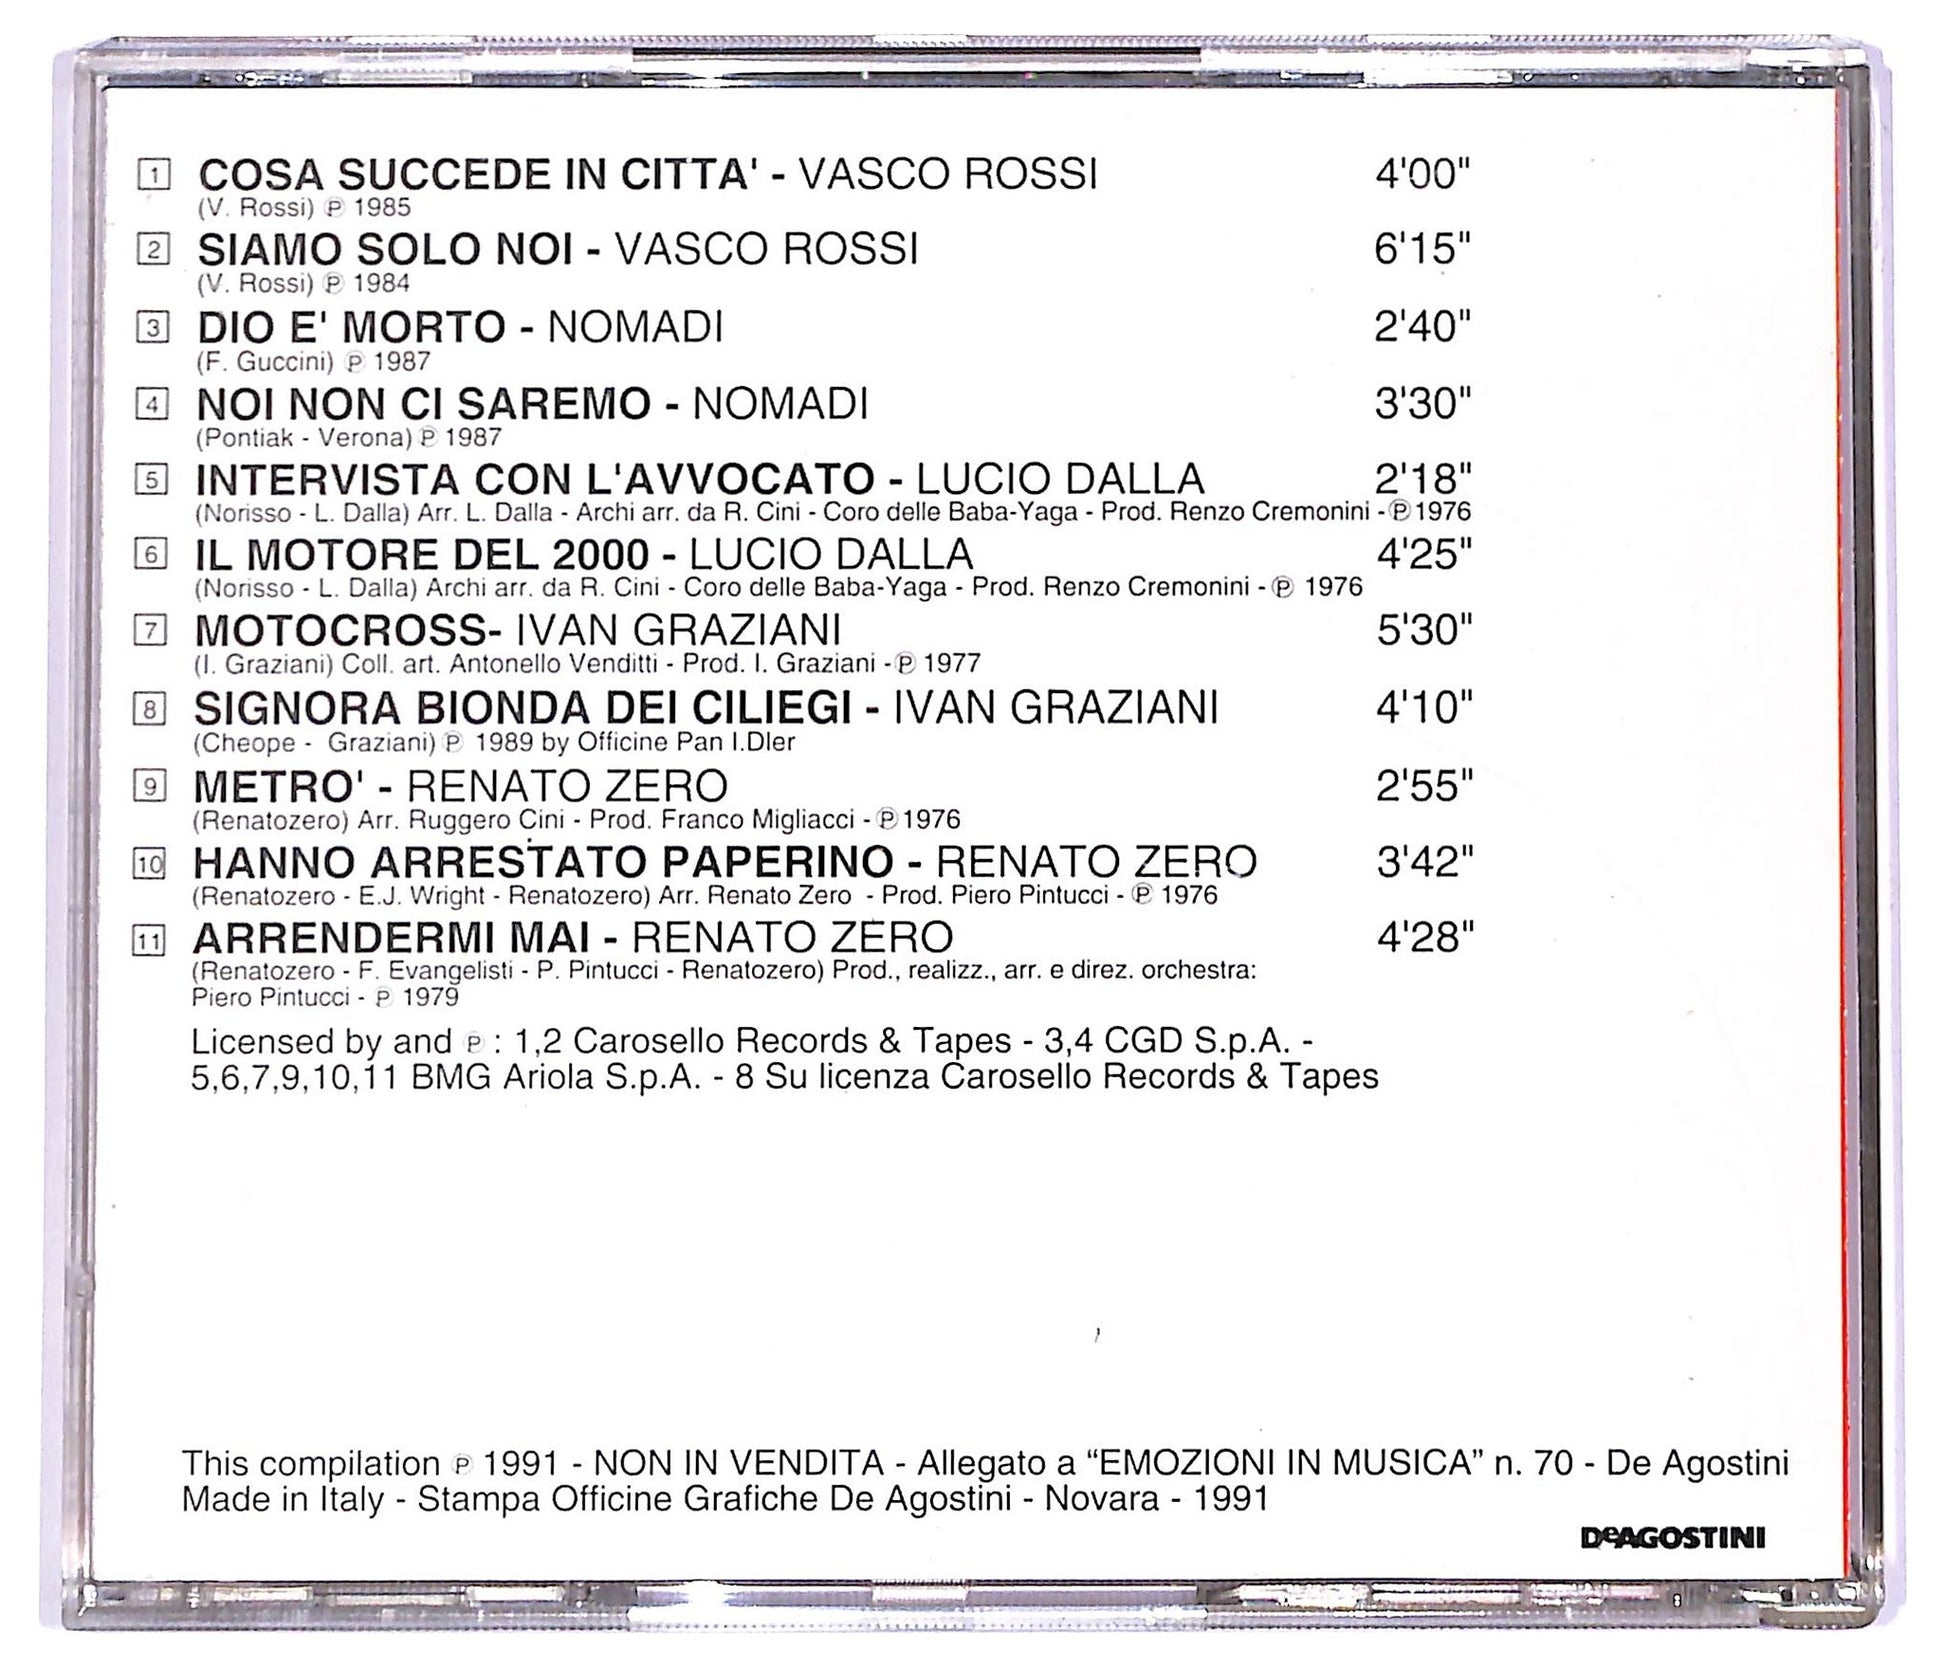 1 COSA SUCCEDE IN CITTA' - VASCO ROSSI 4'00"
(V. Rossi) ℗ 1985
2 SIAMO SOLO NOI - VASCO ROSSI 6'15"
(V. Rossi) ℗ 1984
3 DIO E' MORTO - NOMADI 2'40"
(F. Guccini) ℗ 1987
4 NOI NON CI SAREMO - NOMADI 3'30"
(Pontiak - Verona) ℗ 1987
5 INTERVISTA CON L'AVVOCATO - LUCIO DALLA 2'18"
(Norisso - L. Dalla) Arr. L. Dalla - Archi arr. da R. Cini - Coro delle Baba-Yaga - Prod. Renzo Cremonini - ℗ 1976
6 IL MOTORE DEL 2000 - LUCIO DALLA 4'25"
(Norisso - L. Dalla) Archi arr. da R. Cini - Coro delle Baba-Yaga - Prod. Renzo Cremonini - ℗ 1976
7 MOTOCROSS- IVAN GRAZIANI 5'30"
(I. Graziani) Coll. art. Antonello Venditti - Prod. I. Graziani - ℗ 1977
8 SIGNORA BIONDA DEI CILIEGI - IVAN GRAZIANI 4'10"
(Cheope - Graziani) ℗ 1989 by Officine Pan I.Dler
9 METRO' - RENATO ZERO 2'55"
(Renatozero) Arr. Ruggero Cini - Prod. Franco Migliacci - ℗ 1976
10 HANNO ARRESTATO PAPERINO - RENATO ZERO 3'42"
(Renatozero - E.J. Wright - Renatozero) Arr. Renato Zero - Prod. Piero Pintucci - ℗ 1976
11 ARRENDERMI MAI - RENATO ZERO 4'28"
(Renatozero - F. Evangelisti - P. Pintucci - Renatozero) Prod., realizz., arr. e direz. orchestra:
Piero Pintucci - ℗ 1979
Licensed by and ℗ : 1,2 Carosello Records & Tapes - 3,4 CGD S.p.A. -
5,6,7,9,10,11 BMG Ariola S.p.A. - 8 Su licenza Carosello Records & Tapes
This compilation ℗ 1991 - NON IN VENDITA - Allegato a “EMOZIONI IN MUSICA” n. 70 - De Agostini
Made in Italy - Stampa Officine Grafiche De Agostini - Novara - 1991
DeAGOSTINI